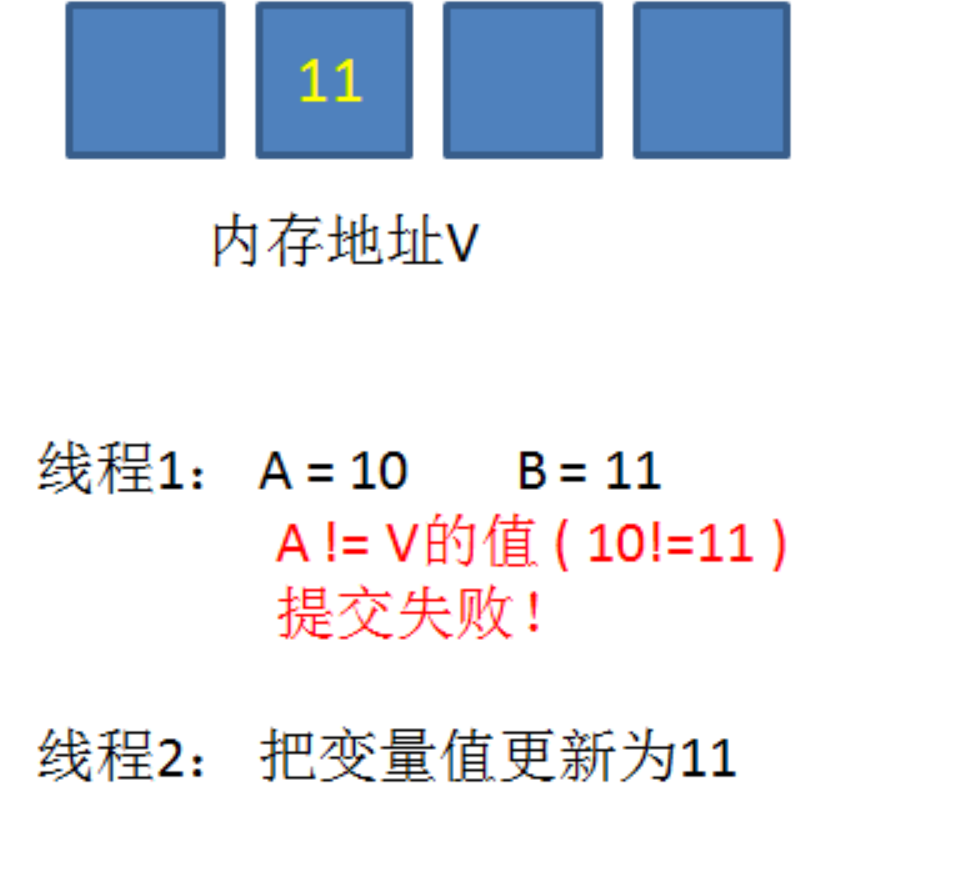 11
内存地址V
线程1： A = 10 B = 11
A != V的值 ( 10!=11 )
提交失败！
线程2： 把变量值更新为11